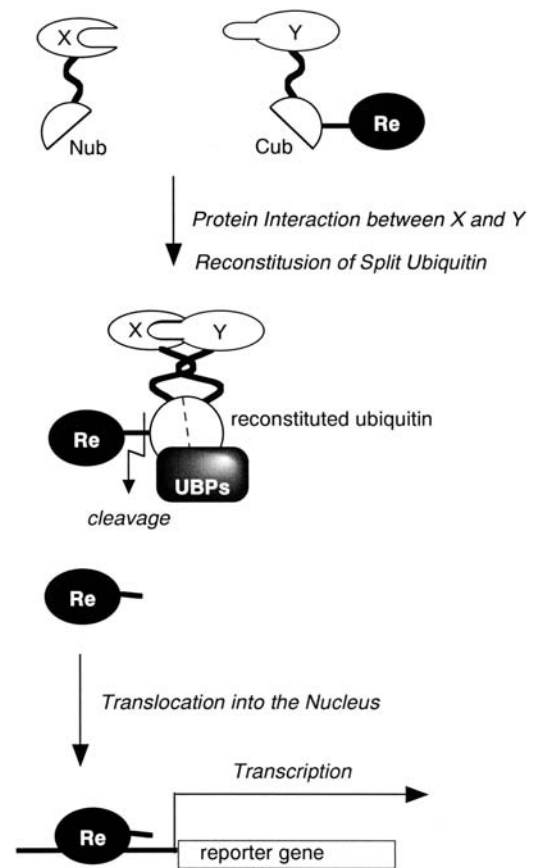 X
Y
Nub
Cub
Re
Protein Interaction between X and Y
Reconstitusion of Split Ubiquitin
X
Y
reconstituted ubiquitin
Re
UBPs
cleavage
Re
Translocation into the Nucleus
Transcription
Re
reporter gene